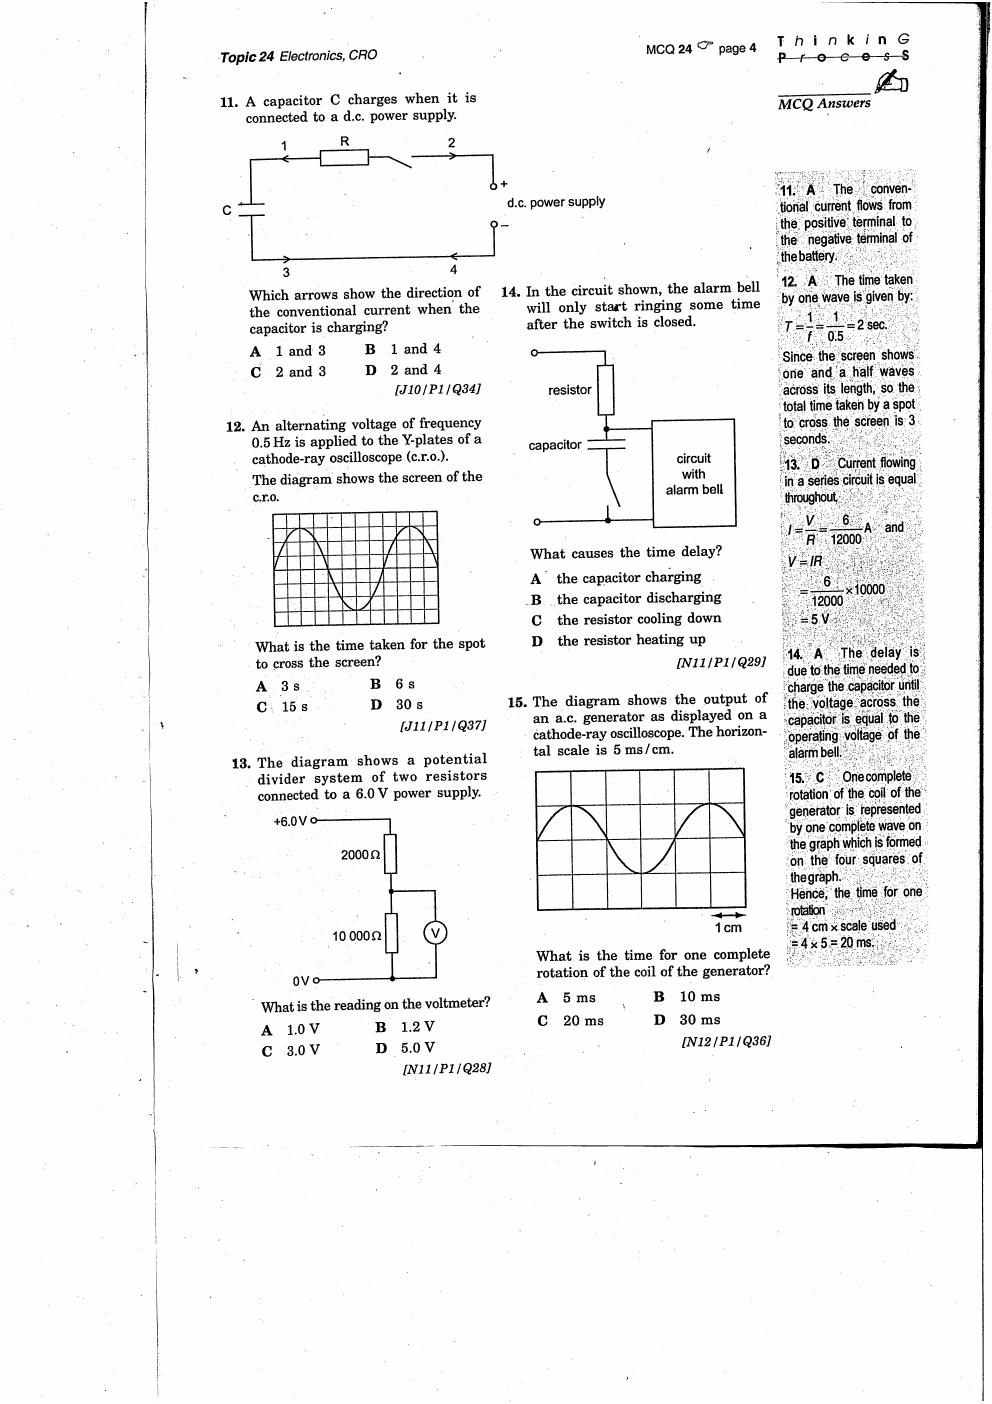 Topic 24 Electronics, CRO
MCQ 24 ☞ page 4
T h i n k i n G
P r o c e s S
MCQ Answers
11. A capacitor C charges when it is
connected to a d.c. power supply.
1 R 2
+
d.c. power supply
C
–
3 4
Which arrows show the direction of
the conventional current when the
capacitor is charging?
A 1 and 3 B 1 and 4
C 2 and 3 D 2 and 4
[J10/P1/Q34]
12. An alternating voltage of frequency
0.5 Hz is applied to the Y-plates of a
cathode-ray oscilloscope (c.r.o.).
The diagram shows the screen of the
c.r.o.
What is the time taken for the spot
to cross the screen?
A 3 s B 6 s
C 15 s D 30 s
[J11/P1/Q37]
13. The diagram shows a potential
divider system of two resistors
connected to a 6.0 V power supply.
+6.0 V
2000 Ω
10 000 Ω
V
0 V
What is the reading on the voltmeter?
A 1.0 V B 1.2 V
C 3.0 V D 5.0 V
[N11/P1/Q28]
14. In the circuit shown, the alarm bell
will only start ringing some time
after the switch is closed.
resistor
capacitor
circuit
with
alarm bell
What causes the time delay?
A the capacitor charging
B the capacitor discharging
C the resistor cooling down
D the resistor heating up
[N11/P1/Q29]
15. The diagram shows the output of
an a.c. generator as displayed on a
cathode-ray oscilloscope. The horizon-
tal scale is 5 ms/cm.
1 cm
What is the time for one complete
rotation of the coil of the generator?
A 5 ms B 10 ms
C 20 ms D 30 ms
[N12/P1/Q36]
11. A The conven-
tional current flows from
the positive terminal to
the negative terminal of
the battery.
12. A The time taken
by one wave is given by:
T = 1/f = 1/0.5 = 2 sec.
Since the screen shows
one and a half waves
across its length, so the
total time taken by a spot
to cross the screen is 3
seconds.
13. D Current flowing
in a series circuit is equal
throughout.
I = V/R = 6/12000 A and
V = IR
= 6/12000 × 10000
= 5 V
14. A The delay is
due to the time needed to
charge the capacitor until
the voltage across the
capacitor is equal to the
operating voltage of the
alarm bell.
15. C One complete
rotation of the coil of the
generator is represented
by one complete wave on
the graph which is formed
on the four squares of
the graph.
Hence, the time for one
rotation
= 4 cm × scale used
= 4 × 5 = 20 ms.